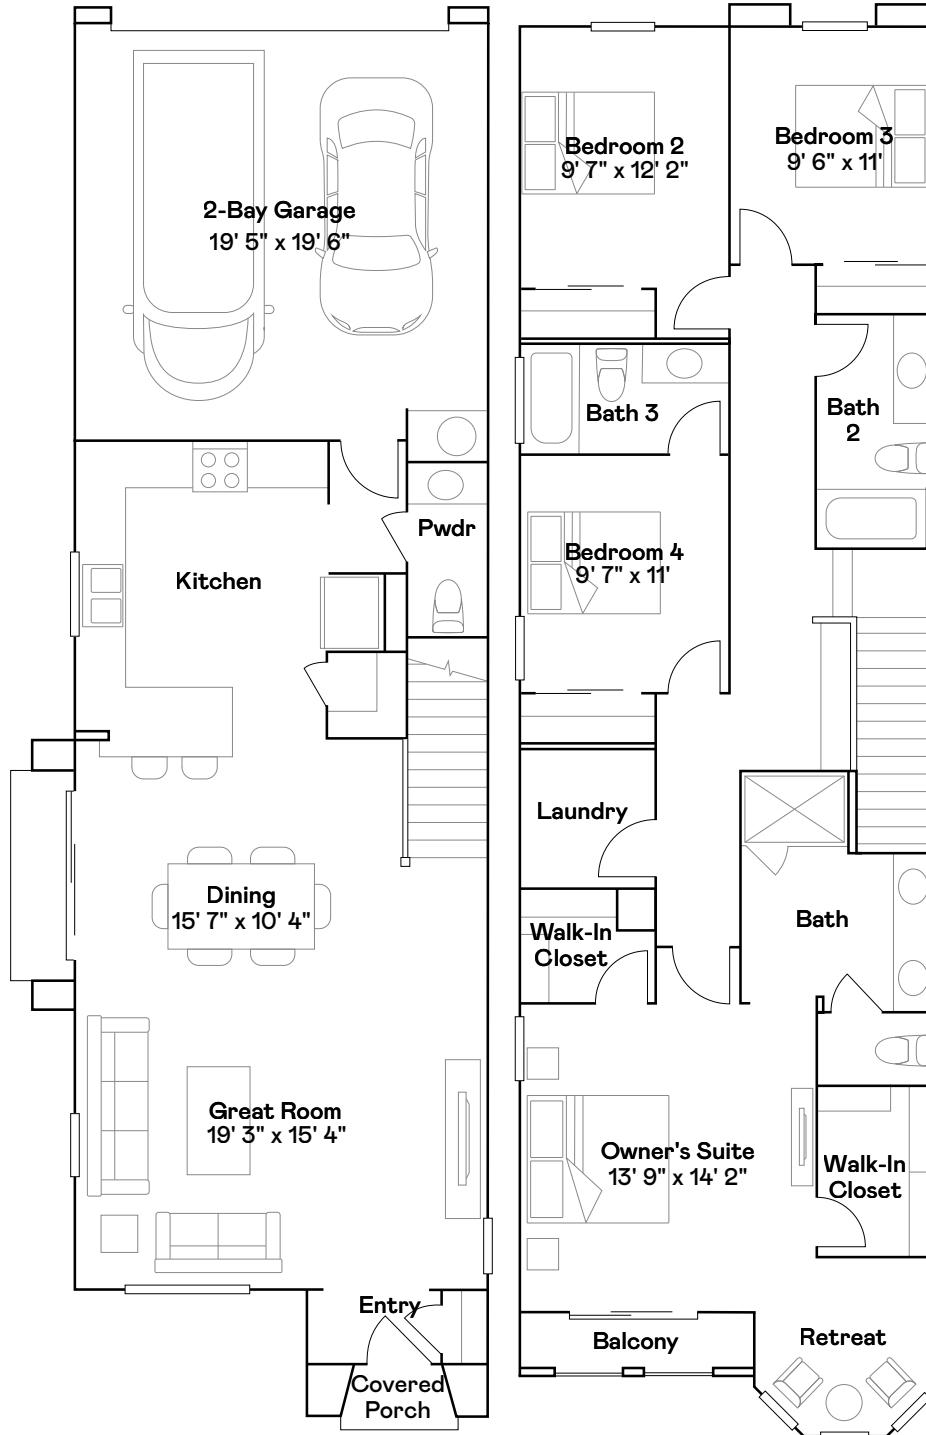 2-Bay Garage
19' 5" x 19' 6"
Kitchen
Pwdr
Dining
15' 7" x 10' 4"
Great Room
19' 3" x 15' 4"
Entry
Covered
Porch
Bedroom 2
9' 7" x 12' 2"
Bedroom 3
9' 6" x 11'
Bath 3
Bath
2
Bedroom 4
9' 7" x 11'
Laundry
Walk-In
Closet
Bath
Owner's Suite
13' 9" x 14' 2"
Walk-In
Closet
Balcony
Retreat